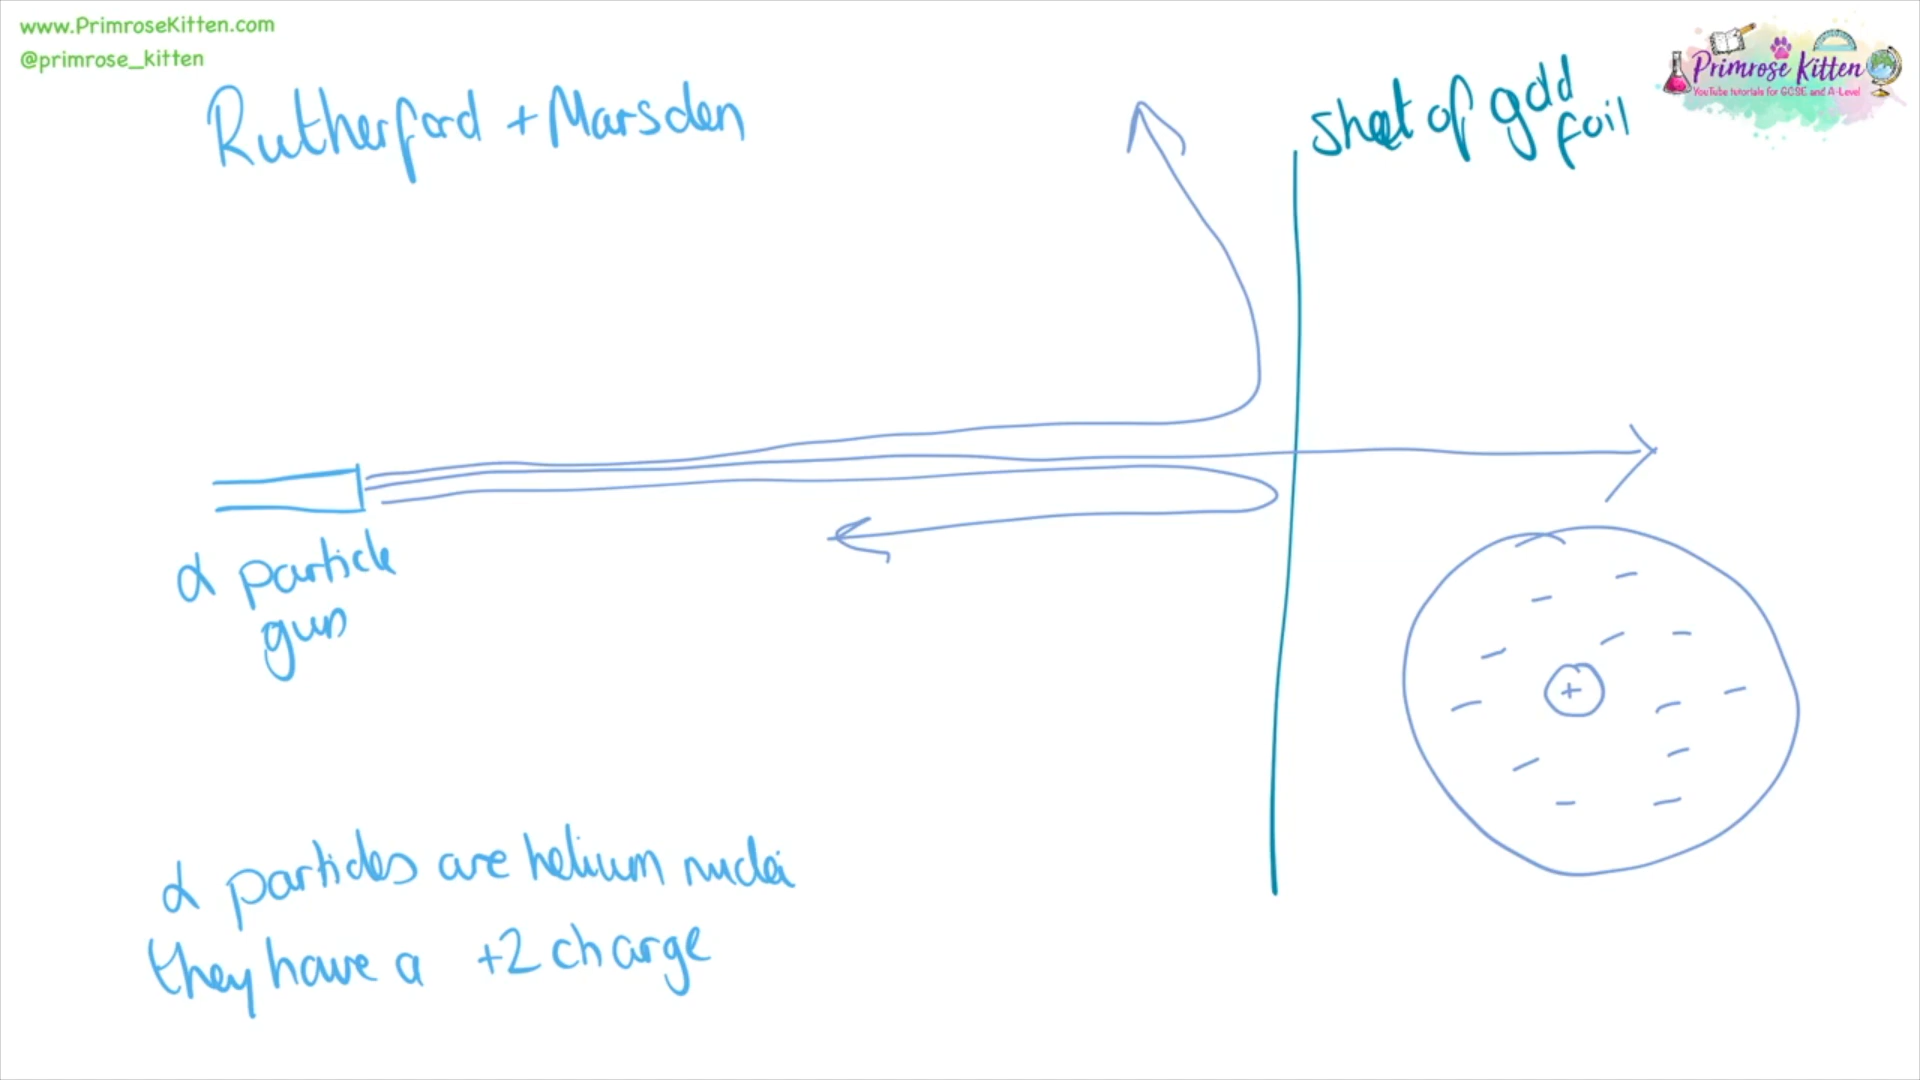 www.PrimroseKitten.com
@primrose_kitten
Primrose Kitten
YouTube tutorials for GCSE and A-Level
Rutherford + Marsden
sheet of gold
foil
α particle
gun
+
α particles are helium nuclei
they have a +2 charge